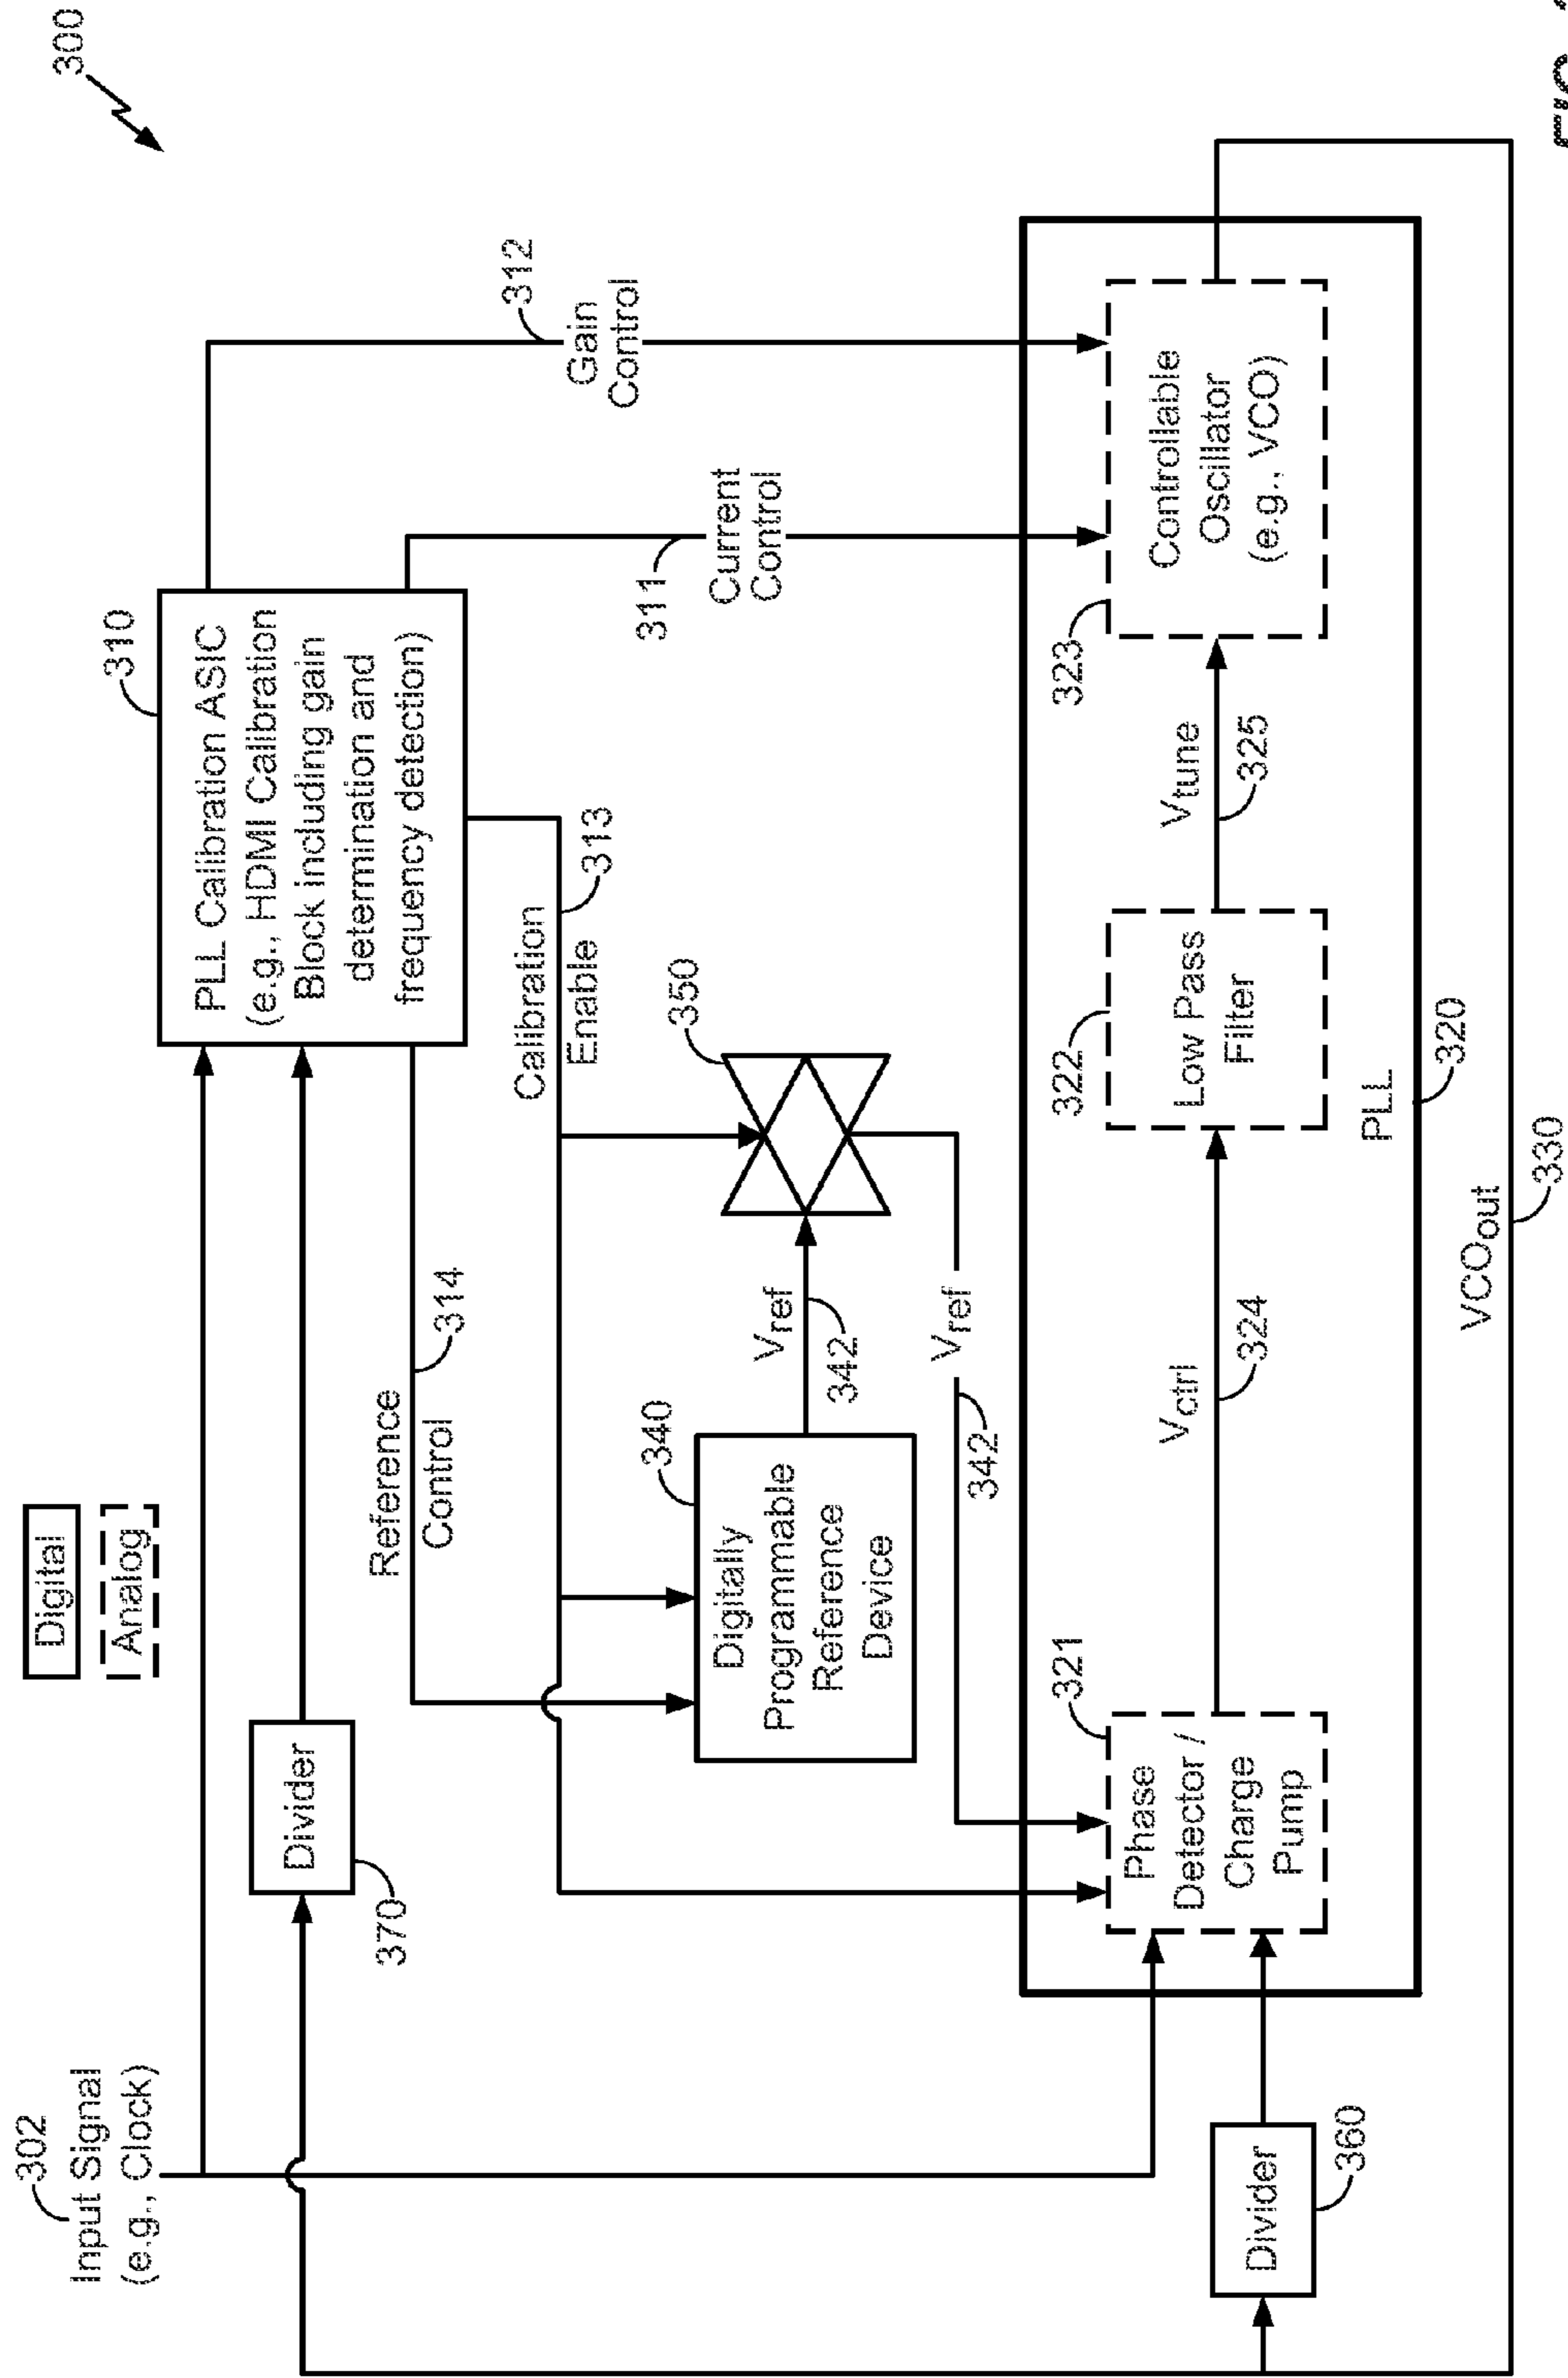 300
Digital
Analog
302
Input Signal
(e.g., Clock)
Divider
370
310
PLL Calibration ASIC
(e.g., HDMI Calibration
Block including gain
determination and
frequency detection)
312
Gain
Control
311
Current
Control
Reference
Control
314
Calibration
Enable
313
340
Digitally
Programmable
Reference
Device
Vref
342
350
Vref
342
321
Phase
Detector /
Charge
Pump
Vctrl
324
322
Low Pass
Filter
Vtune
325
323
Controllable
Oscillator
(e.g., VCO)
PLL
320
Divider
360
VCOout
330